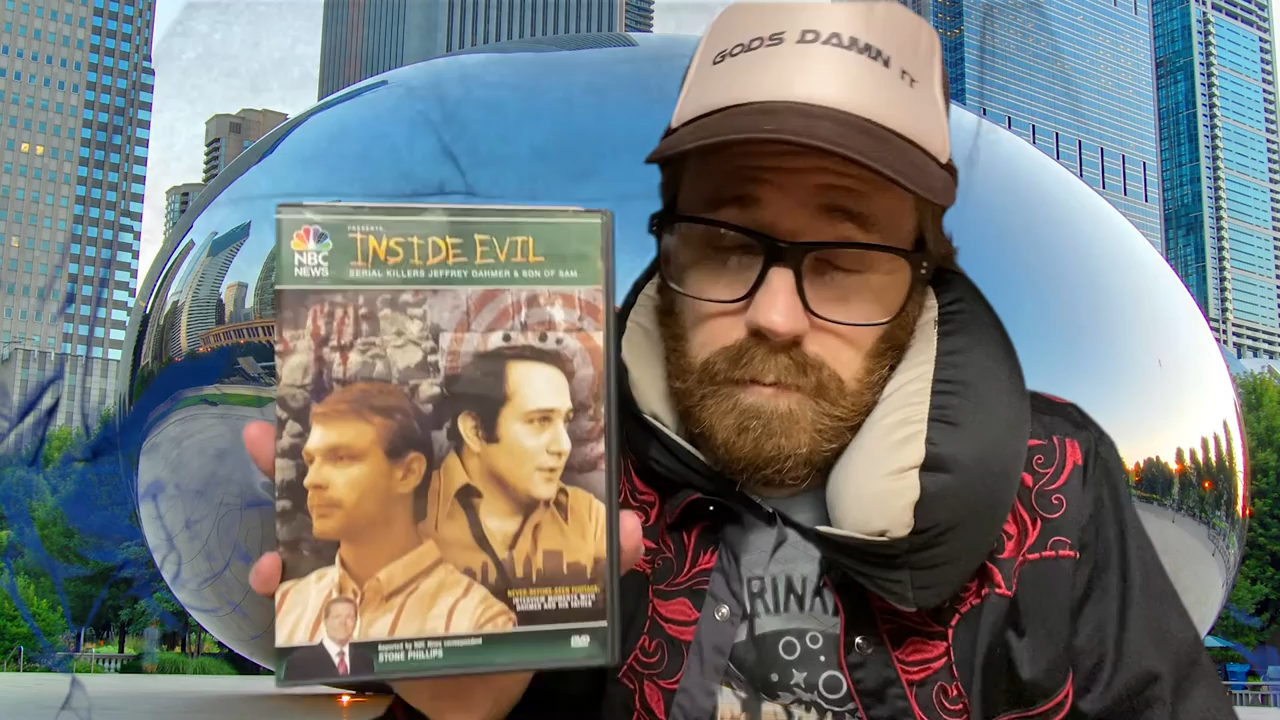 GODS DAMN IT
PRESENTS
INSIDE EVIL
NBC
NEWS
SERIAL KILLERS JEFFREY DAHMER & SON OF SAM
NEVER-BEFORE-SEEN FOOTAGE:
INTERVIEW MOMENTS WITH
DAHMER AND HIS FATHER
Reported by NBC News correspondent
STONE PHILLIPS
DVD
DRINK